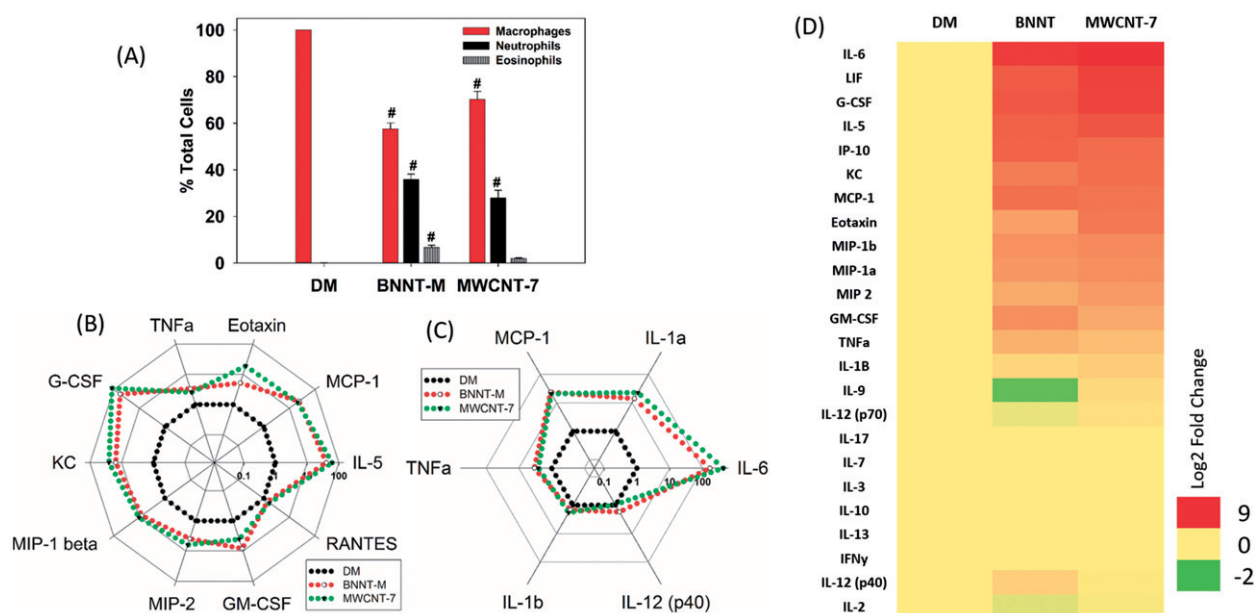 (A)
% Total Cells
100
80
60
40
20
0
Macrophages
Neutrophils
Eosinophils
#
#
#
#
#
DM
BNNT-M
MWCNT-7
(B)
TNFa
Eotaxin
G-CSF
MCP-1
KC
0.1
1
100
IL-5
MIP-1 beta
RANTES
MIP-2
GM-CSF
DM
BNNT-M
MWCNT-7
(C)
MCP-1
IL-1a
DM
BNNT-M
MWCNT-7
TNFa
0.1
1
100
IL-6
IL-1b
IL-12 (p40)
(D)
DM
BNNT
MWCNT-7
IL-6
LIF
G-CSF
IL-5
IP-10
KC
MCP-1
Eotaxin
MIP-1b
MIP-1a
MIP 2
GM-CSF
TNFa
IL-1B
IL-9
IL-12 (p70)
IL-17
IL-7
IL-3
IL-10
IL-13
IFNy
IL-12 (p40)
IL-2
Log2 Fold Change
9
0
-2